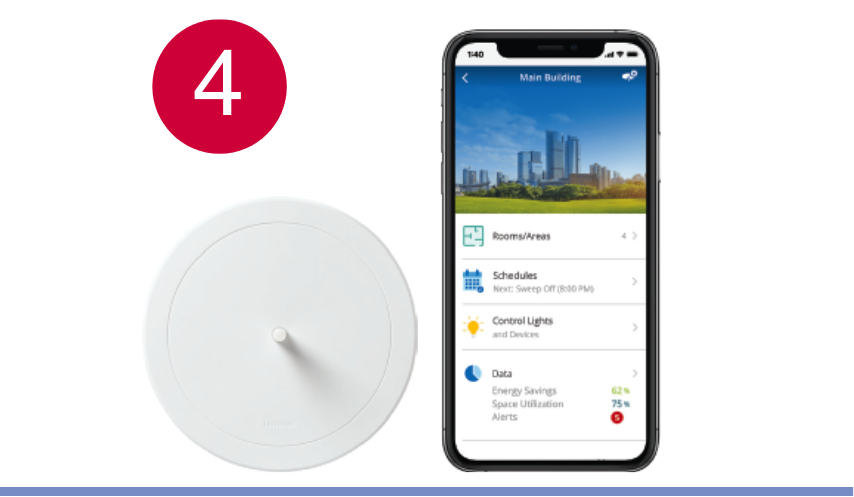 4
1:40
Main Building
Rooms/Areas 4
Schedules
Next: Sweep Off (8:00 PM)
Control Lights
and Devices
Data
Energy Savings 62%
Space Utilization 75%
Alerts 5